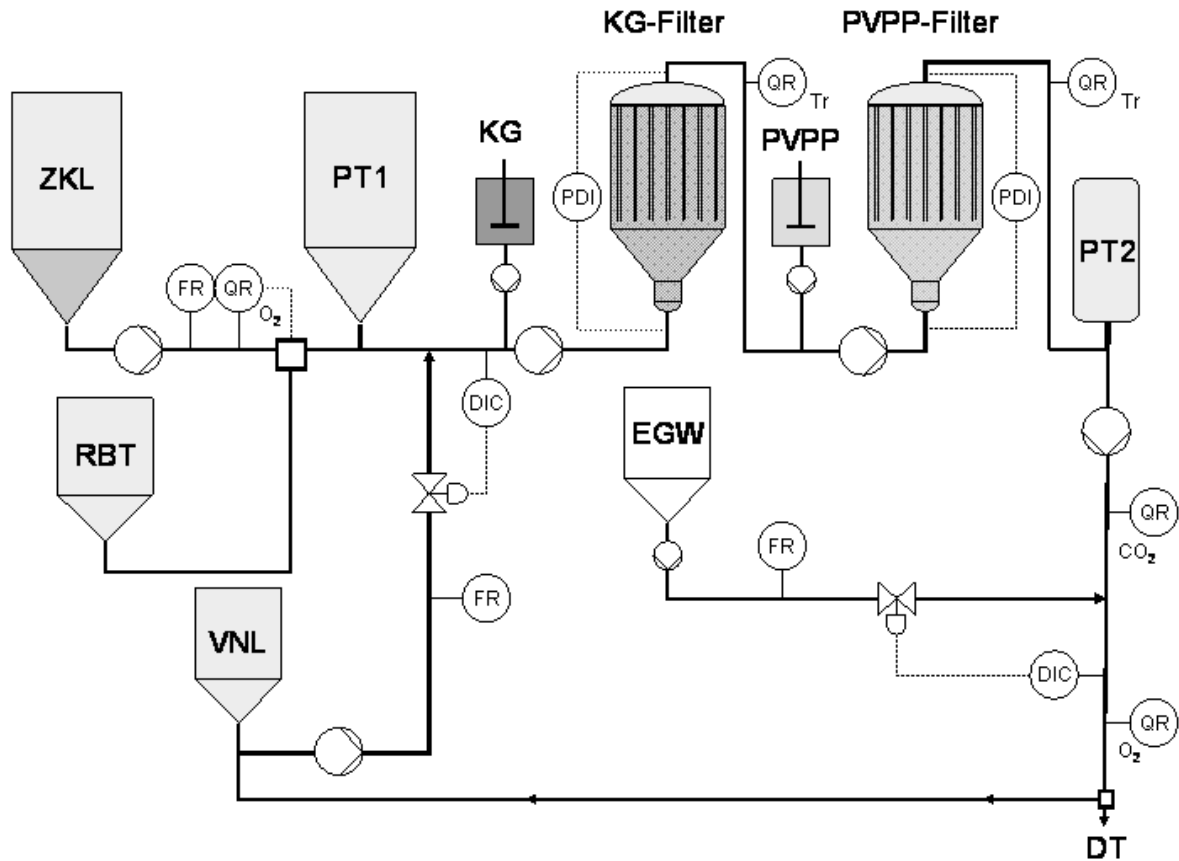 KG-Filter
PVPP-Filter
QR
Tr
QR
Tr
ZKL
PT1
KG
PVPP
PDI
PDI
PT2
FR
QR
O₂
DIC
RBT
EGW
QR
CO₂
FR
FR
VNL
DIC
QR
O₂
DT